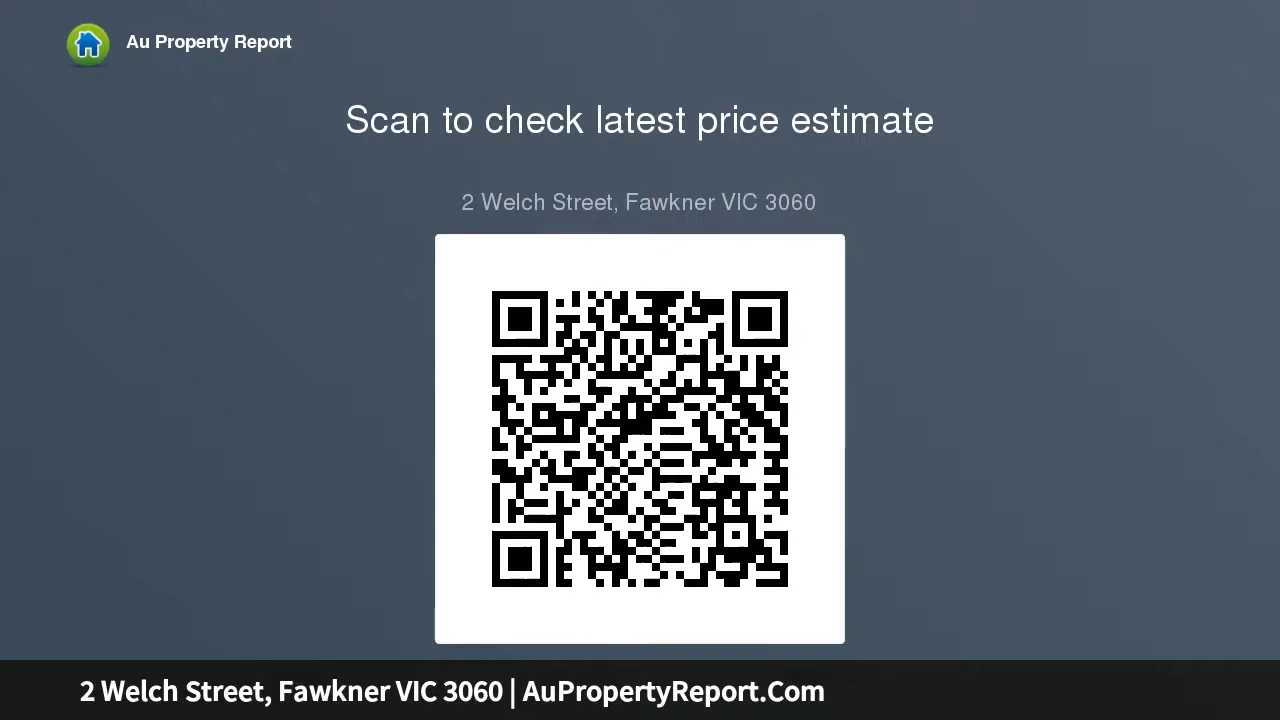 Au Property Report
Scan to check latest price estimate
2 Welch Street, Fawkner VIC 3060
2 Welch Street, Fawkner VIC 3060 | AuPropertyReport.Com